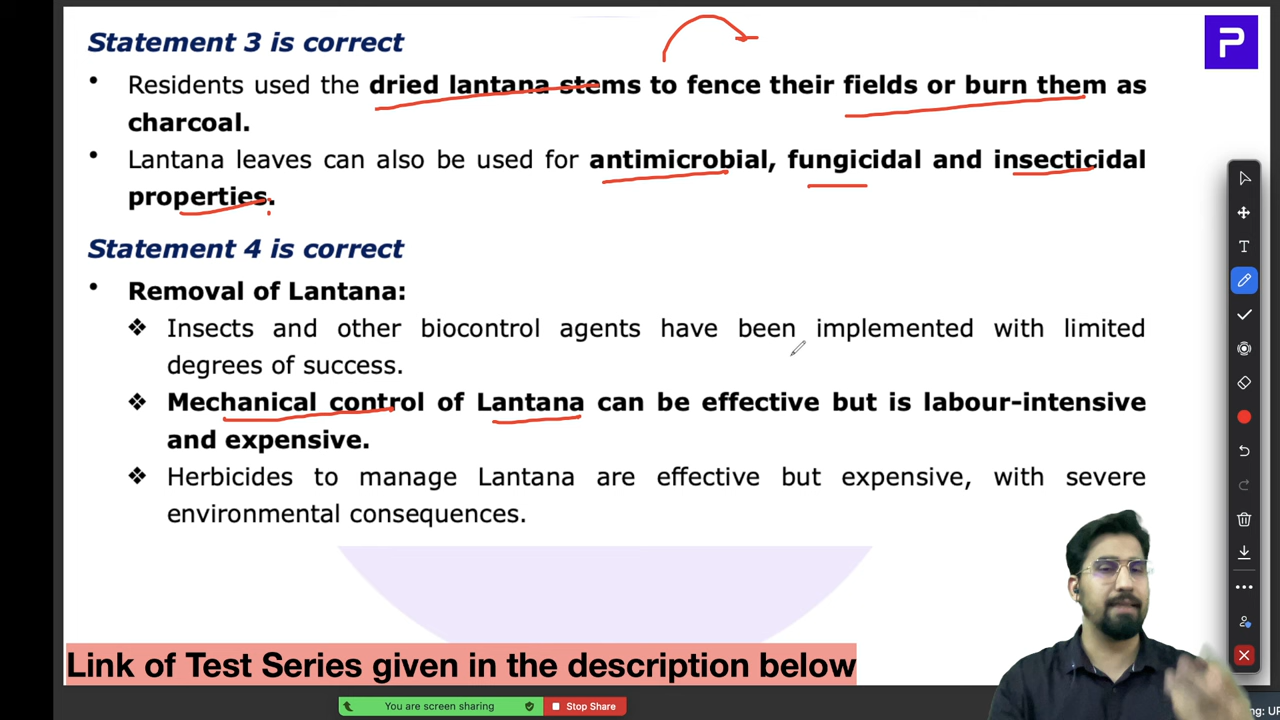 Statement 3 is correct
• Residents used the dried lantana stems to fence their fields or burn them as
charcoal.
• Lantana leaves can also be used for antimicrobial, fungicidal and insecticidal
properties.
Statement 4 is correct
• Removal of Lantana:
❖ Insects and other biocontrol agents have been implemented with limited
degrees of success.
❖ Mechanical control of Lantana can be effective but is labour-intensive
and expensive.
❖ Herbicides to manage Lantana are effective but expensive, with severe
environmental consequences.
Link of Test Series given in the description below
You are screen sharing
Stop Share
P
T